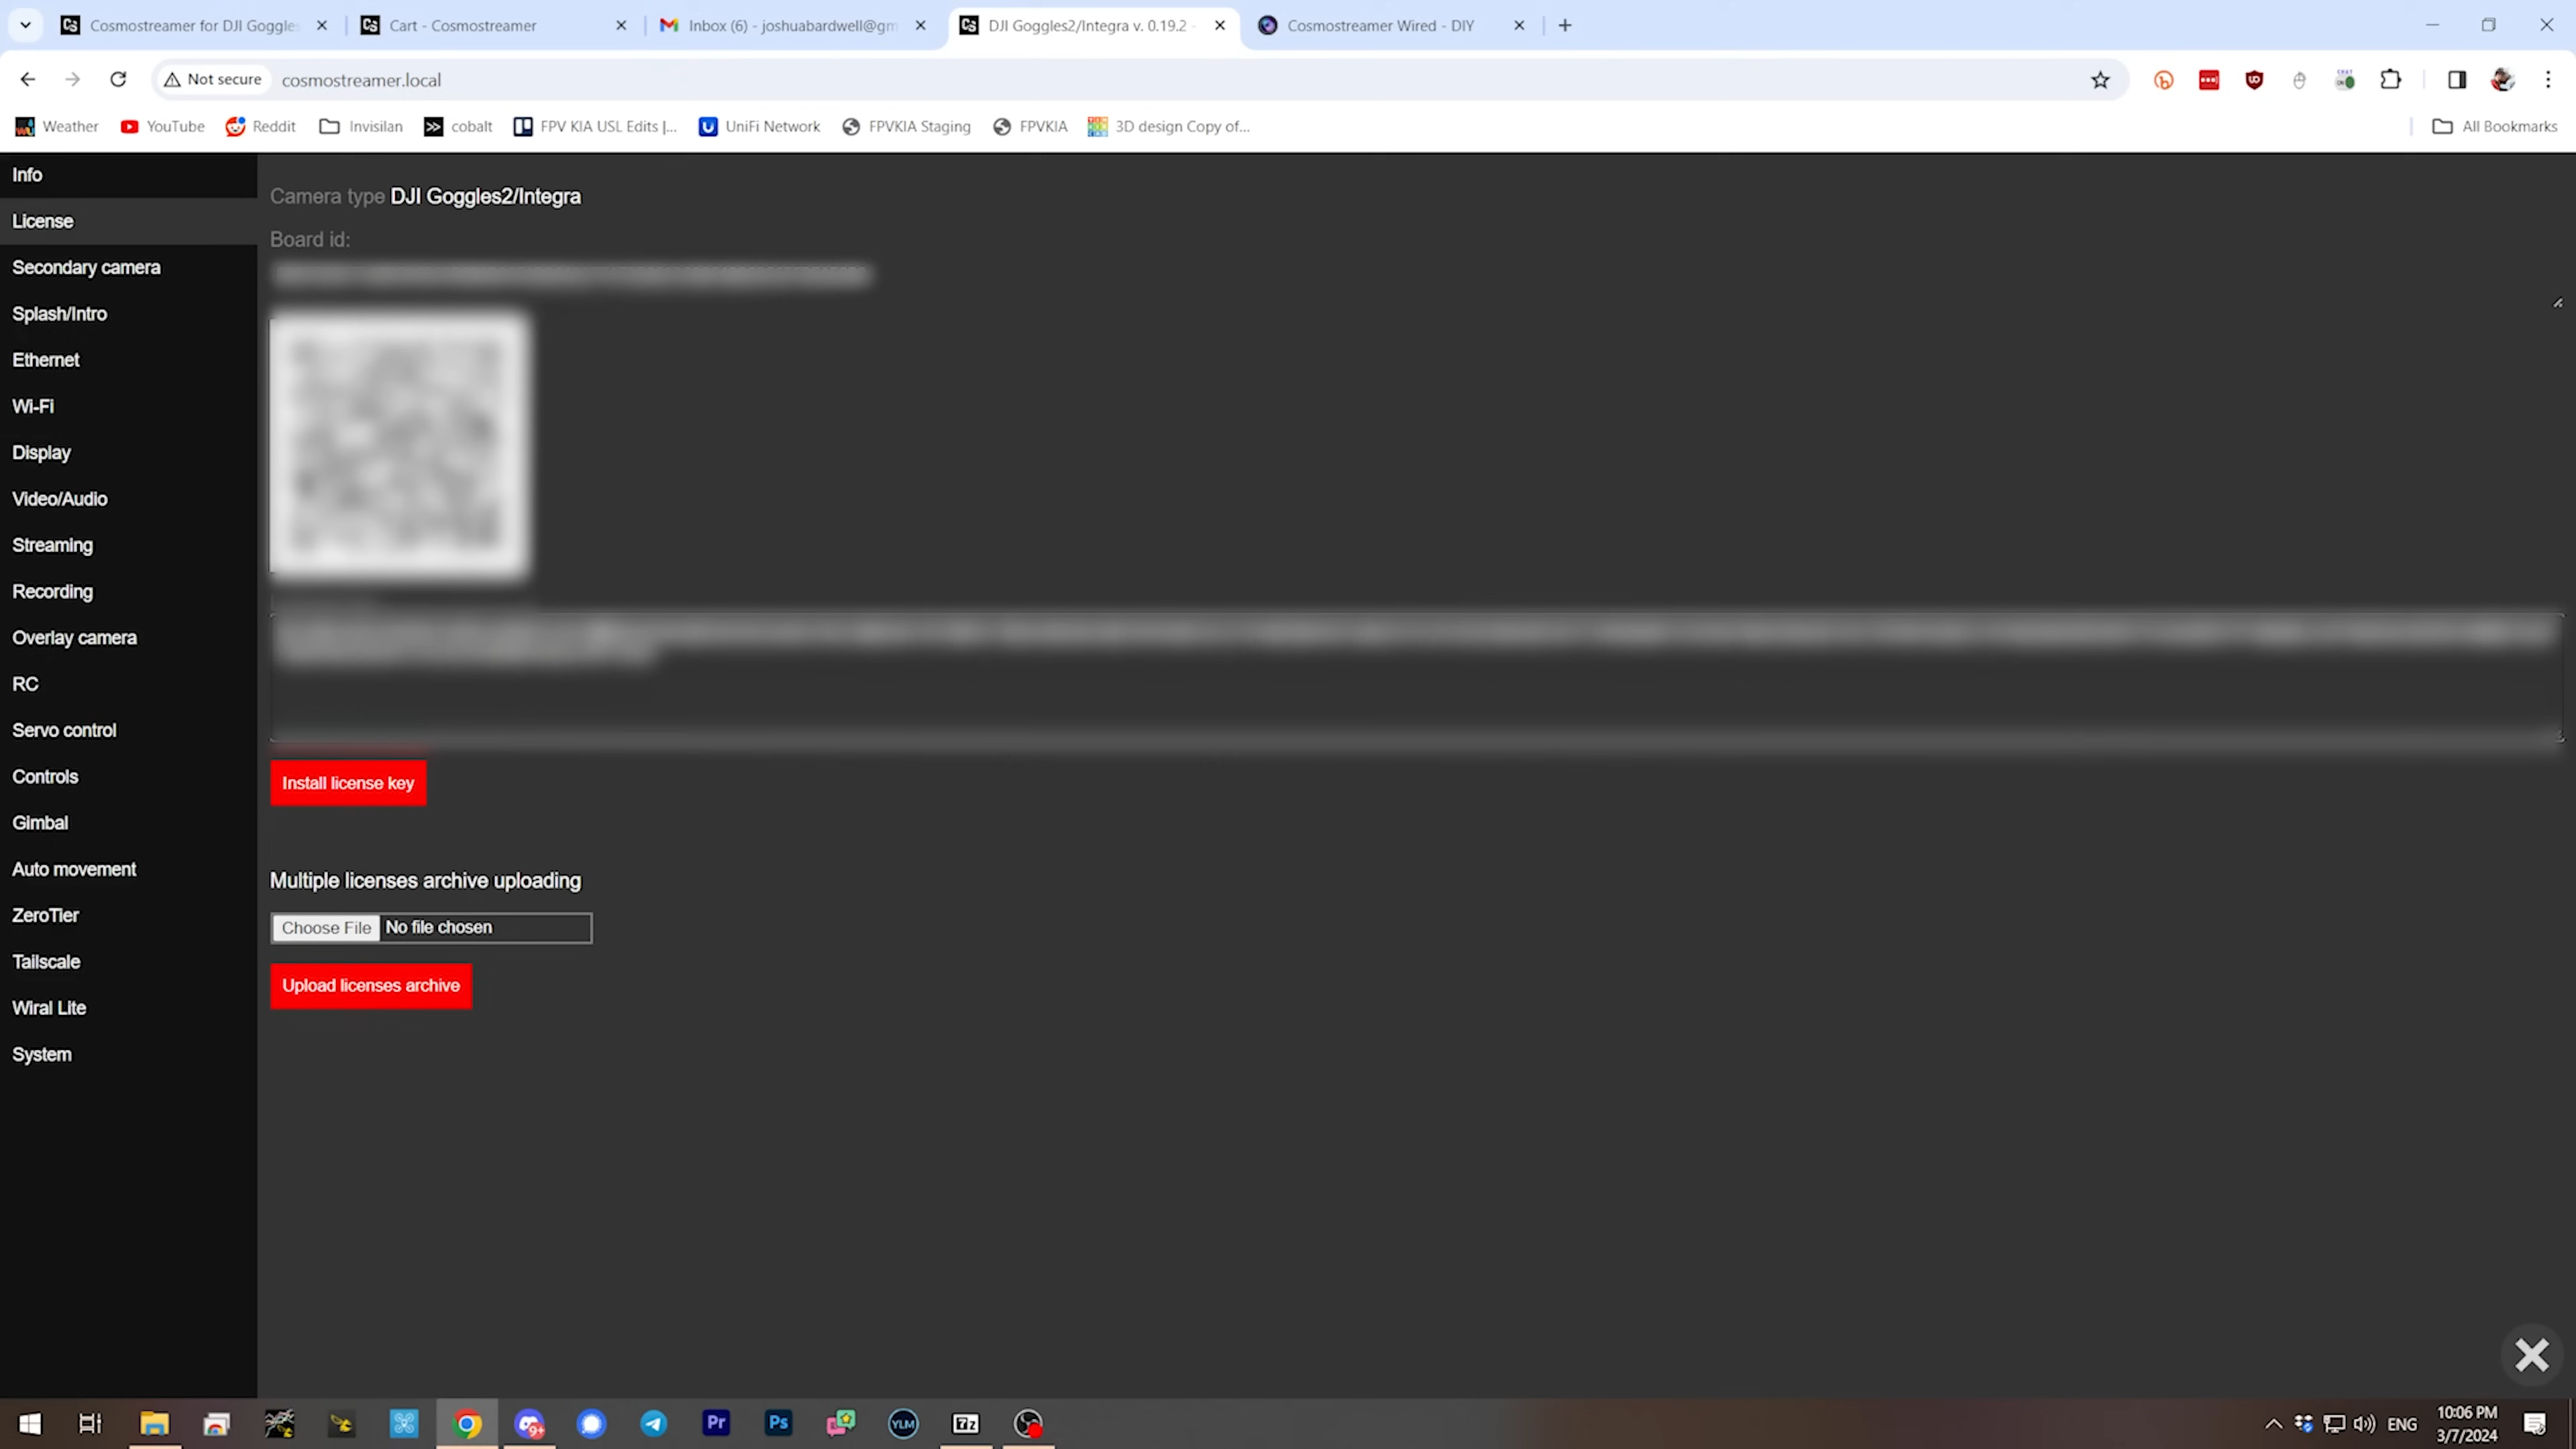 Cosmostreamer for DJI Goggles
Cart - Cosmostreamer
Inbox (6) - joshuabardwell@gm
DJI Goggles2/Integra v. 0.19.2 -
Cosmostreamer Wired - DIY
Not secure
cosmostreamer.local
Weather
YouTube
Reddit
Invisilan
cobalt
FPV KIA USL Edits |...
UniFi Network
FPVKIA Staging
FPVKIA
3D design Copy of...
All Bookmarks
Info
License
Secondary camera
Splash/Intro
Ethernet
Wi-Fi
Display
Video/Audio
Streaming
Recording
Overlay camera
RC
Servo control
Controls
Gimbal
Auto movement
ZeroTier
Tailscale
Wiral Lite
System
Camera type DJI Goggles2/Integra
Board id:
Install license key
Multiple licenses archive uploading
Choose File No file chosen
Upload licenses archive
9+
Pr
Ps
YLM
7z
ENG
10:06 PM
3/7/2024